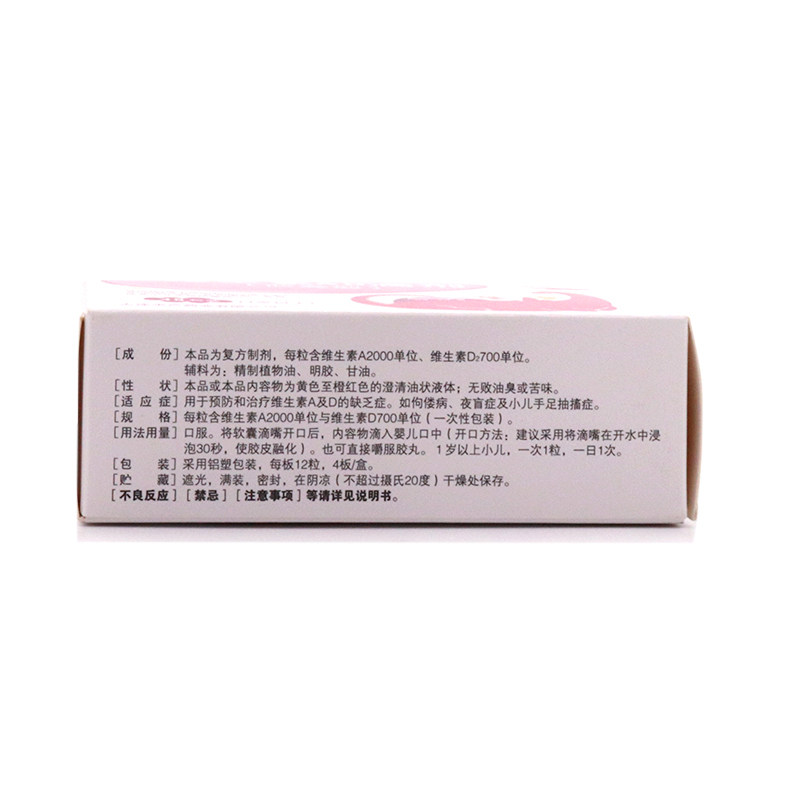 ［成　份］本品为复方制剂，每粒含维生素A2000单位、维生素D₂700单位。
辅料为：精制植物油、明胶、甘油。
［性　状］本品或本品内容物为黄色至橙红色的澄清油状液体；无败油臭或苦味。
［适 应 症］用于预防和治疗维生素A及D的缺乏症。如佝偻病、夜盲症及小儿手足抽搐症。
［规　格］每粒含维生素A2000单位与维生素D700单位（一次性包装）。
［用法用量］口服。将软囊滴嘴开口后，内容物滴入婴儿口中（开口方法：建议采用将滴嘴在开水中浸
泡30秒，使胶皮融化）。也可直接嚼服胶丸。1岁以上小儿，一次1粒，一日1次。
［包　装］采用铝塑包装，每板12粒，4板/盒。
［贮　藏］遮光，满装，密封，在阴凉（不超过摄氏20度）干燥处保存。
［不良反应］［禁忌］［注意事项］等请详见说明书。